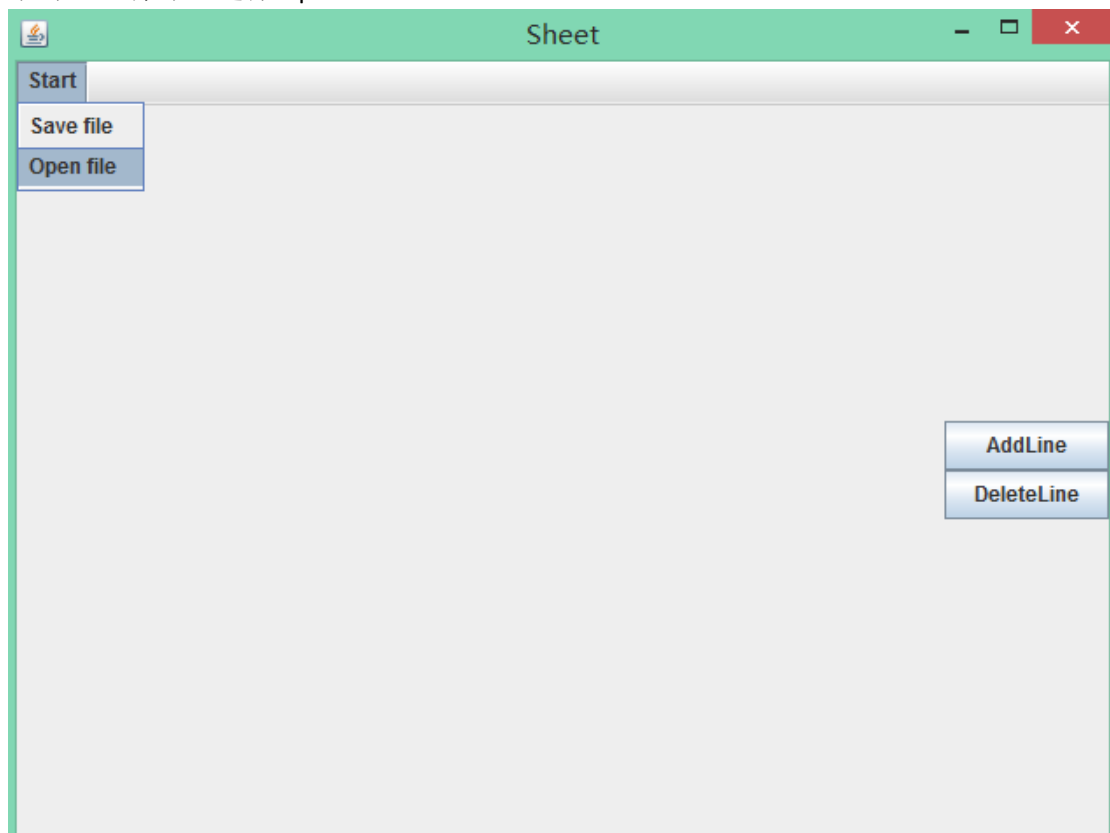 Sheet
Start
Save file
Open file
AddLine
DeleteLine